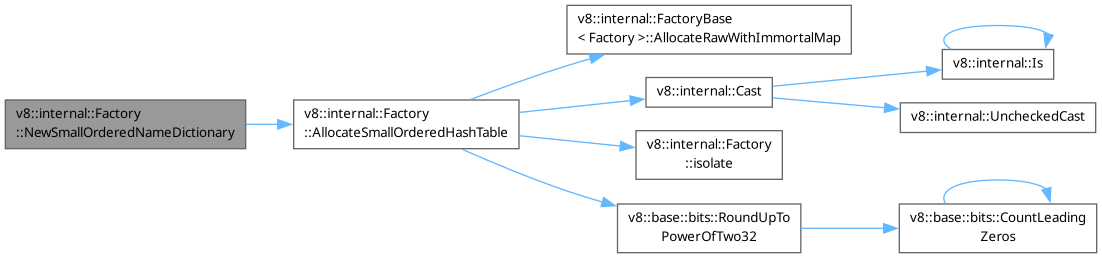 v8::internal::Factory
::NewSmallOrderedNameDictionary
v8::internal::Factory
::AllocateSmallOrderedHashTable
v8::internal::FactoryBase
< Factory >::AllocateRawWithImmortalMap
v8::internal::Cast
v8::internal::Is
v8::internal::UncheckedCast
v8::internal::Factory
::isolate
v8::base::bits::RoundUpTo
PowerOfTwo32
v8::base::bits::CountLeading
Zeros